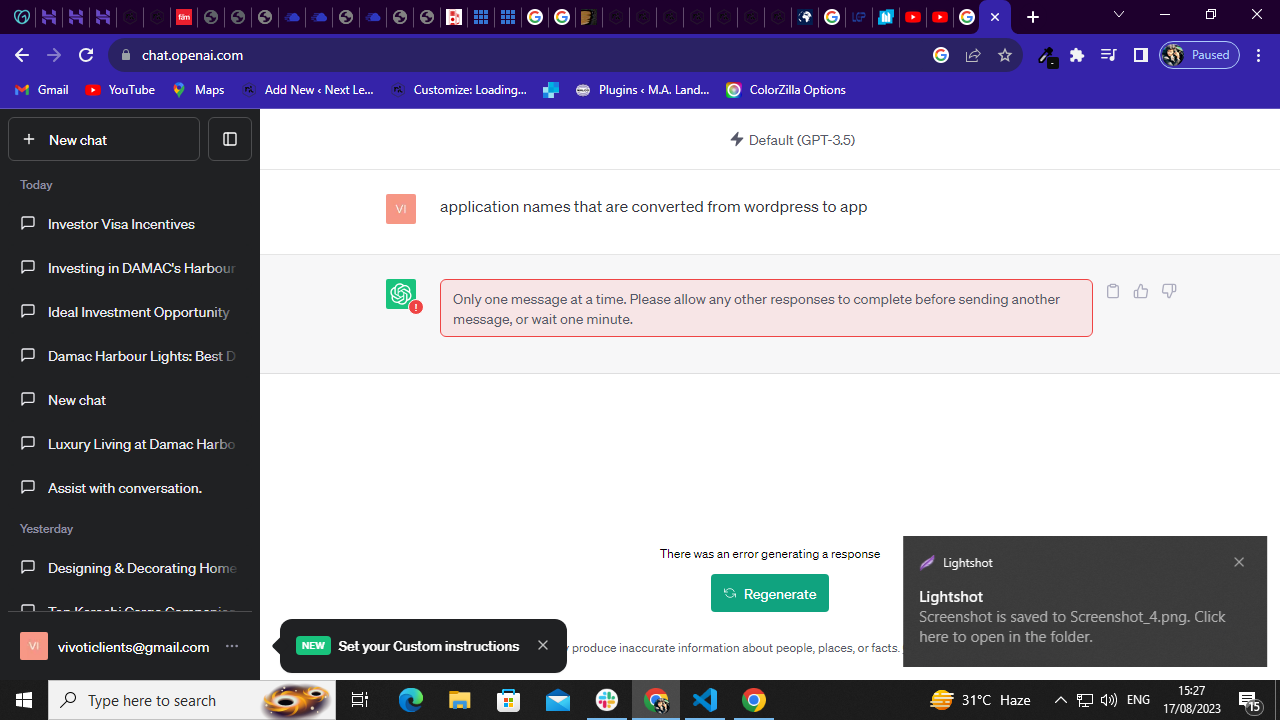 chat.openai.com
Paused
Gmail
YouTube
Maps
Add New ‹ Next Le...
Customize: Loading...
Plugins ‹ M.A. Land...
ColorZilla Options
New chat
Default (GPT-3.5)
Today
Investor Visa Incentives
Investing in DAMAC's Harbour
Ideal Investment Opportunity
Damac Harbour Lights: Best D
New chat
Luxury Living at Damac Harbo
Assist with conversation.
Yesterday
Designing & Decorating Home
Top Karachi Cargo Companies
VI
vivoticlients@gmail.com
VI
application names that are converted from wordpress to app
Only one message at a time. Please allow any other responses to complete before sending another
message, or wait one minute.
There was an error generating a response
Regenerate
NEW Set your Custom instructions
produce inaccurate information about people, places, or facts.
Lightshot
Lightshot
Screenshot is saved to Screenshot_4.png. Click
here to open in the folder.
Type here to search
31°C Haze
ENG
15:27
17/08/2023
15